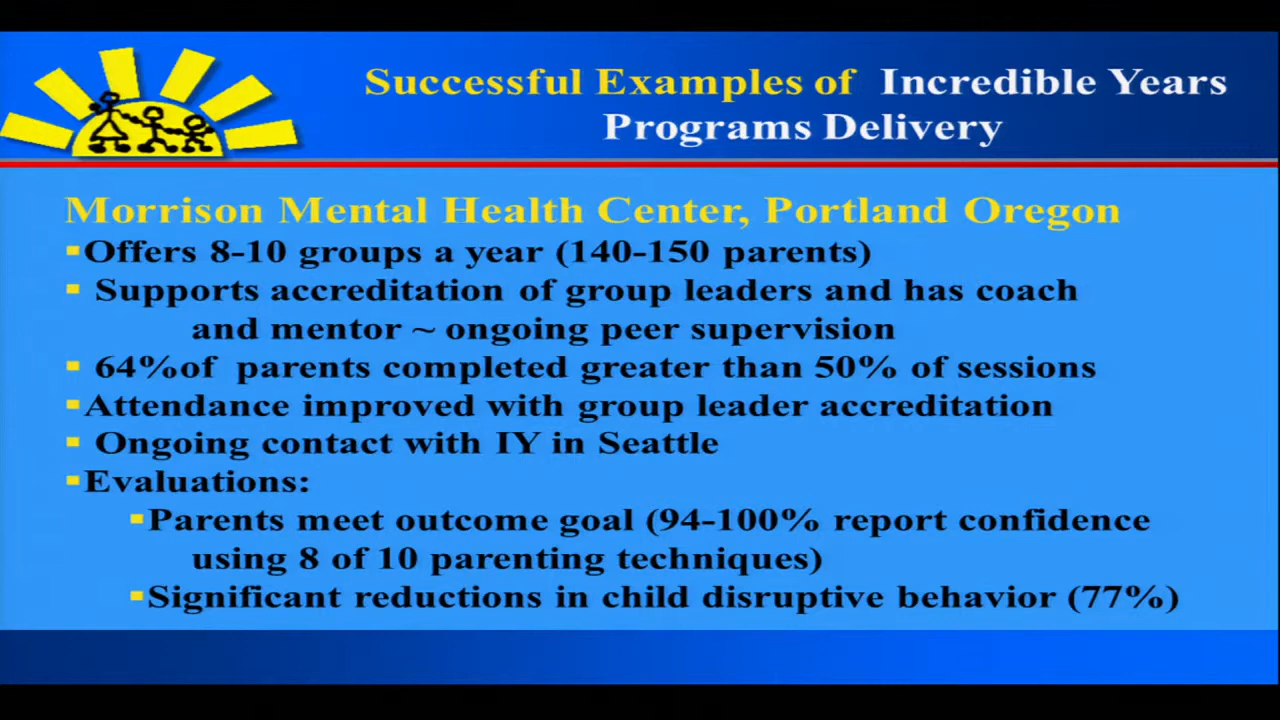 Successful Examples of Incredible Years
Programs Delivery
Morrison Mental Health Center, Portland Oregon
▪Offers 8-10 groups a year (140-150 parents)
▪ Supports accreditation of group leaders and has coach
and mentor ~ ongoing peer supervision
▪ 64%of parents completed greater than 50% of sessions
▪Attendance improved with group leader accreditation
▪ Ongoing contact with IY in Seattle
▪Evaluations:
▪Parents meet outcome goal (94-100% report confidence
using 8 of 10 parenting techniques)
▪Significant reductions in child disruptive behavior (77%)